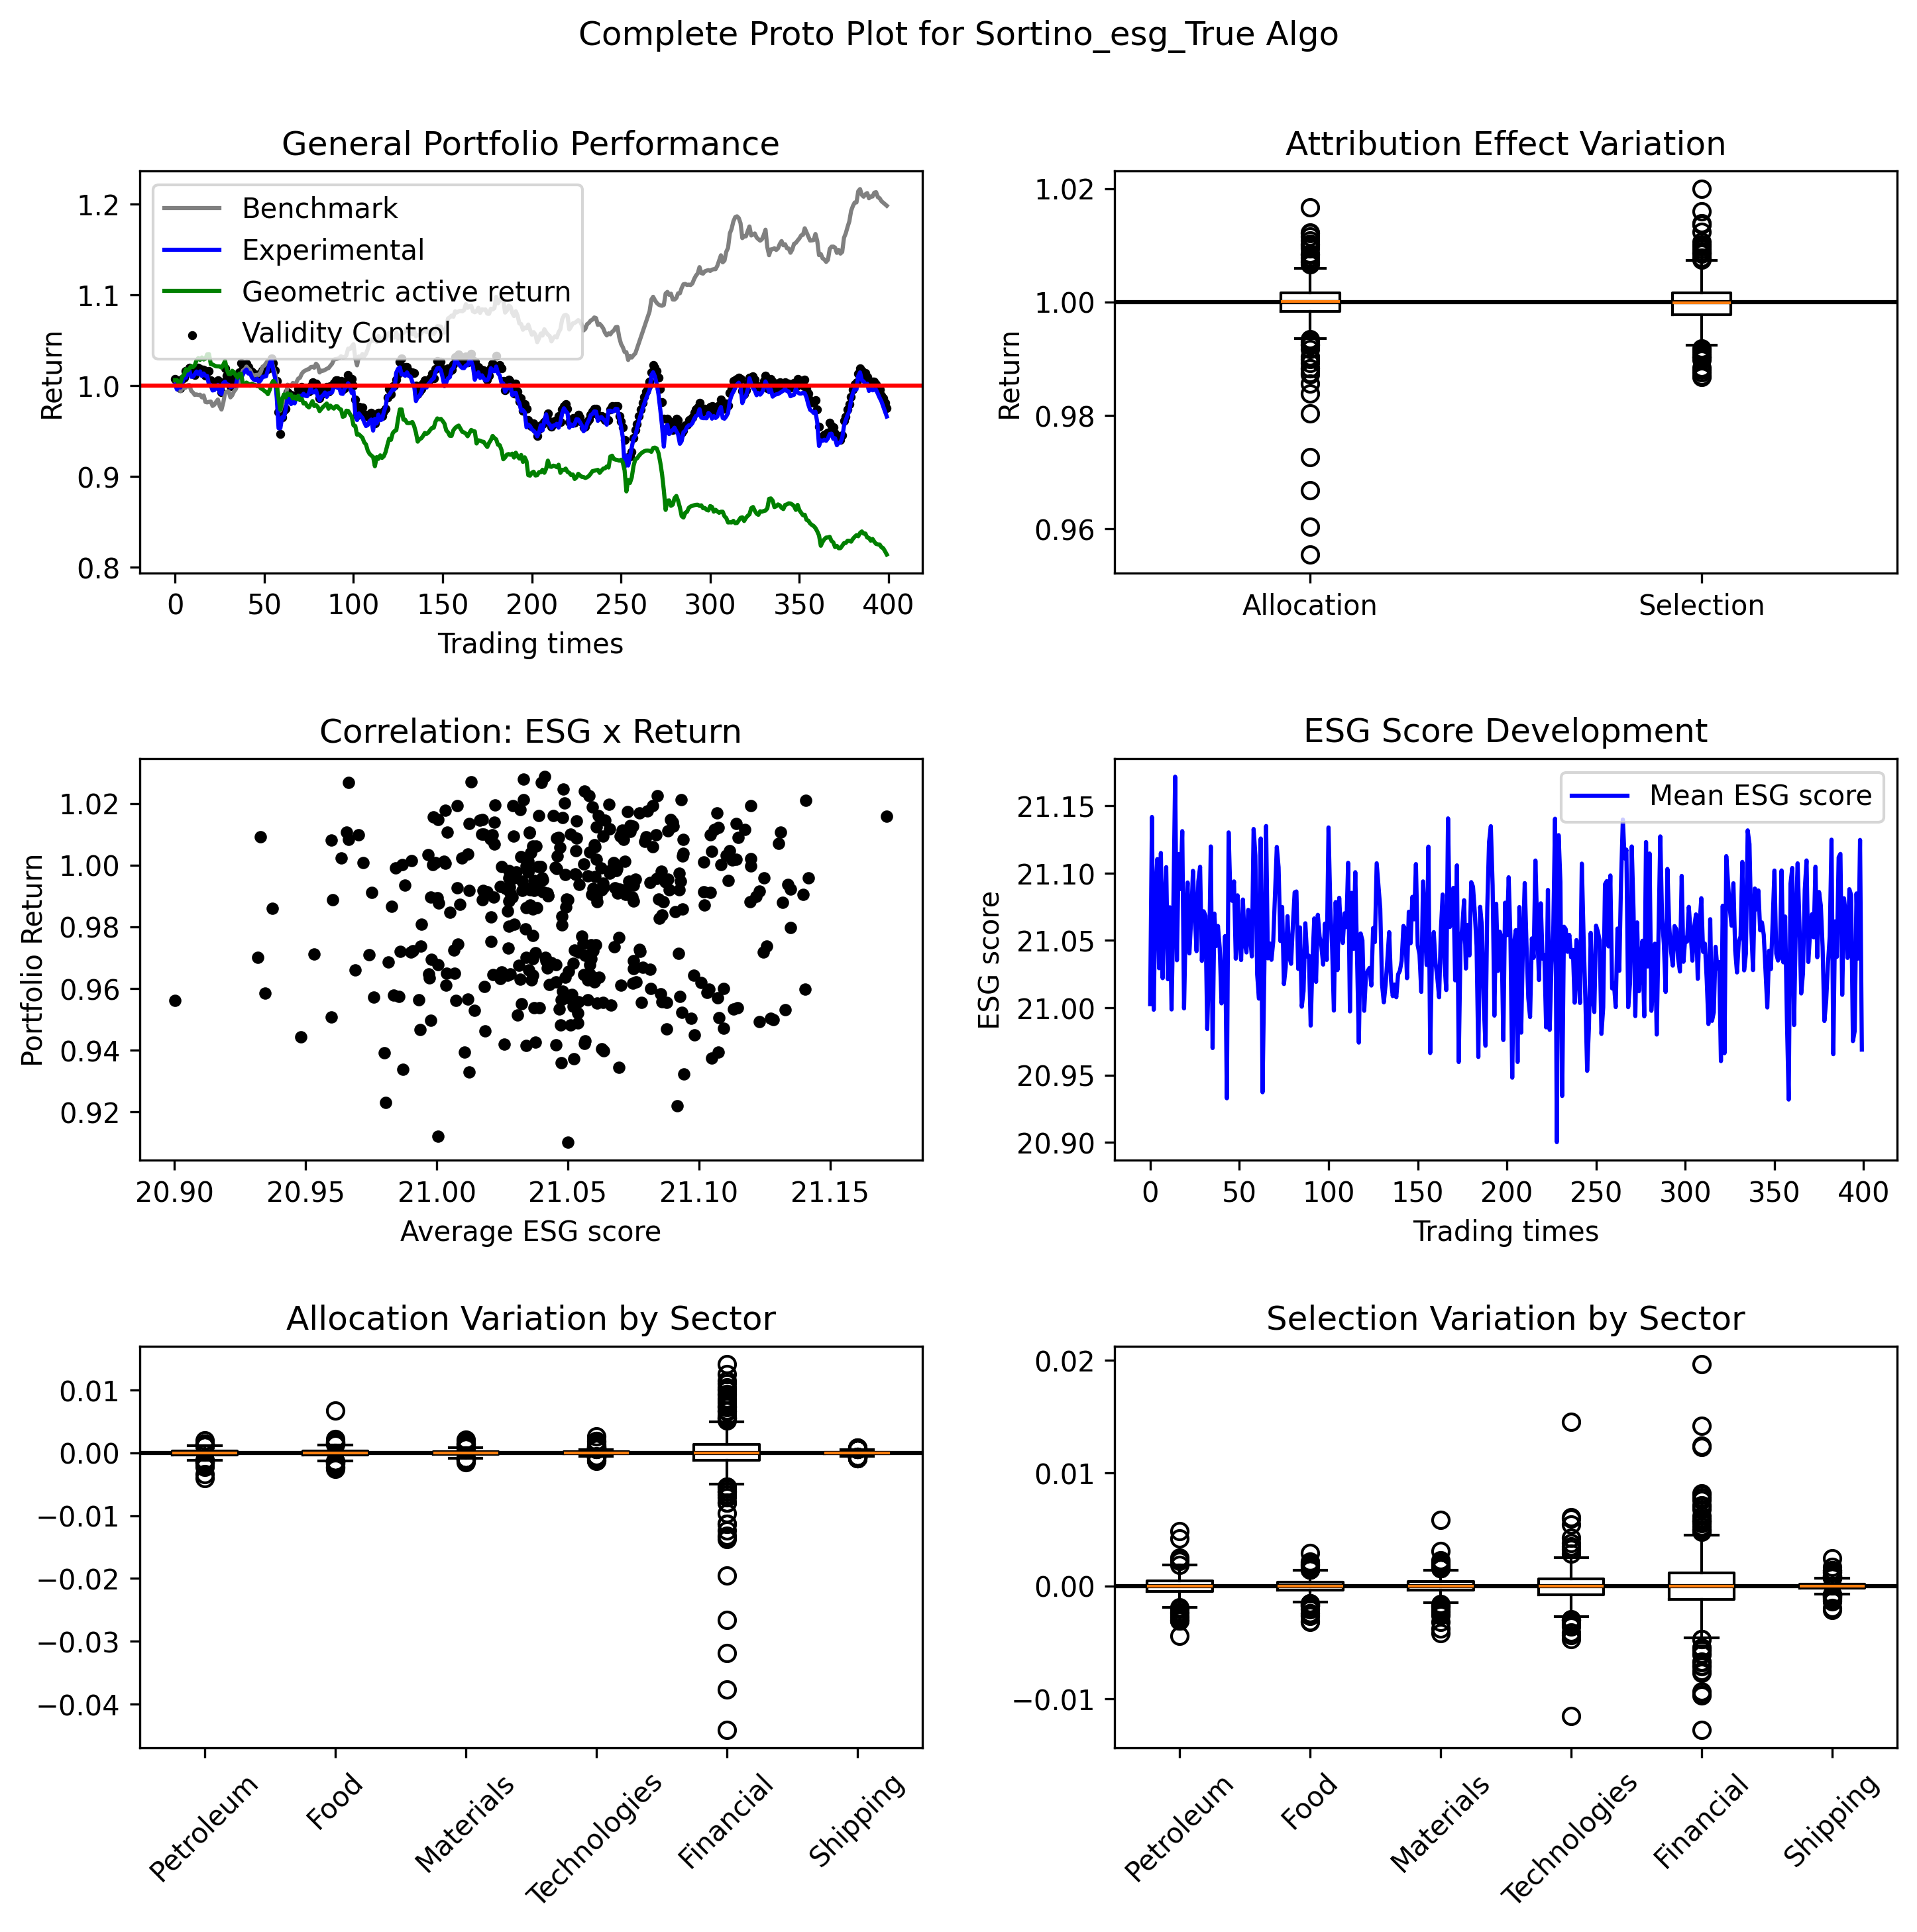 Complete Proto Plot for Sortino_esg_True Algo
General Portfolio Performance
Return
1.2
1.1
1.0
0.9
0.8
Benchmark
Experimental
Geometric active return
Validity Control
0 50 100 150 200 250 300 350 400
Trading times
Attribution Effect Variation
Return
1.02
1.00
0.98
0.96
Allocation Selection
Correlation: ESG x Return
Portfolio Return
1.02
1.00
0.98
0.96
0.94
0.92
20.90 20.95 21.00 21.05 21.10 21.15
Average ESG score
ESG Score Development
ESG score
21.15
21.10
21.05
21.00
20.95
20.90
Mean ESG score
0 50 100 150 200 250 300 350 400
Trading times
Allocation Variation by Sector
0.01
0.00
−0.01
−0.02
−0.03
−0.04
Petroleum
Food
Materials
Technologies
Financial
Shipping
Selection Variation by Sector
0.02
0.01
0.00
−0.01
Petroleum
Food
Materials
Technologies
Financial
Shipping